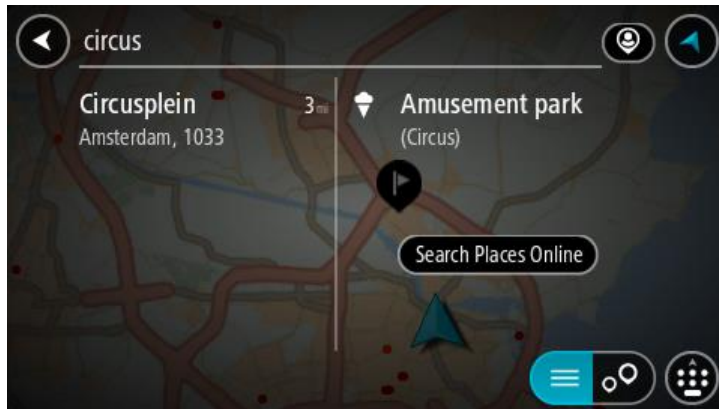 circus
Circusplein 3 mi
Amsterdam, 1033
Amusement park
(Circus)
Search Places Online